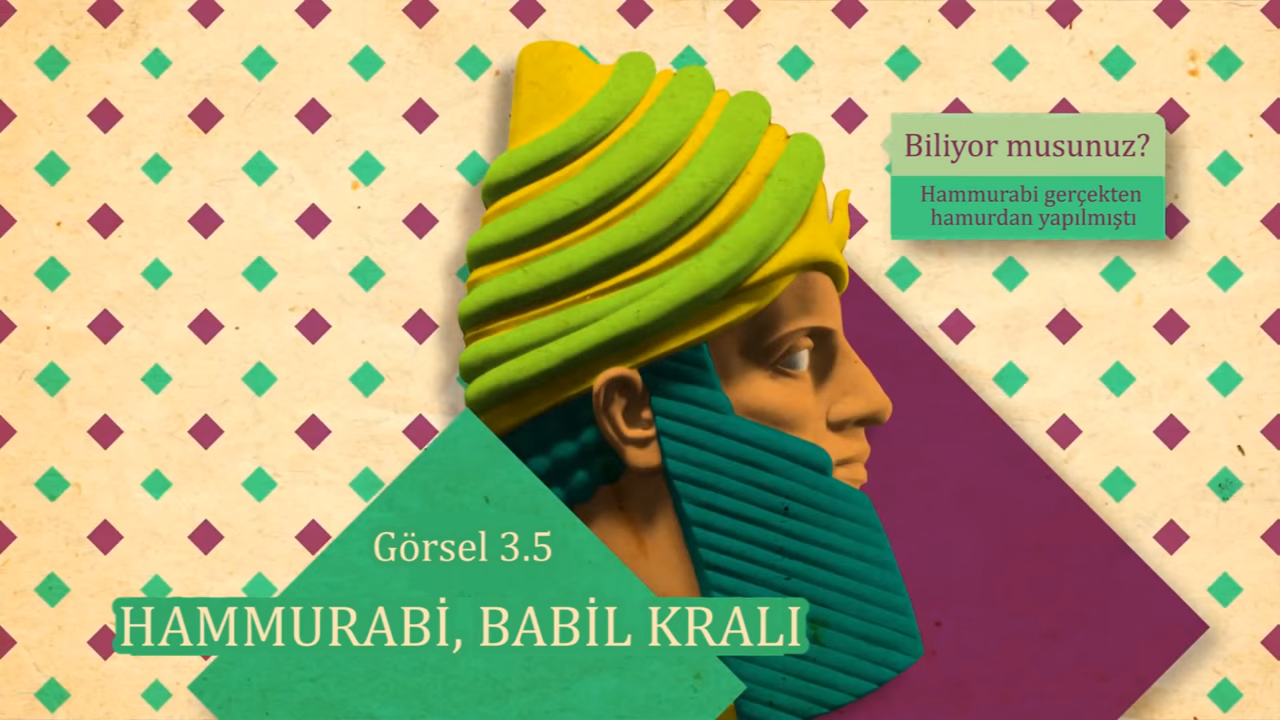 Biliyor musunuz?
Hammurabi gerçekten
hamurdan yapılmıştı
Görsel 3.5
HAMMURABİ, BABİL KRALI